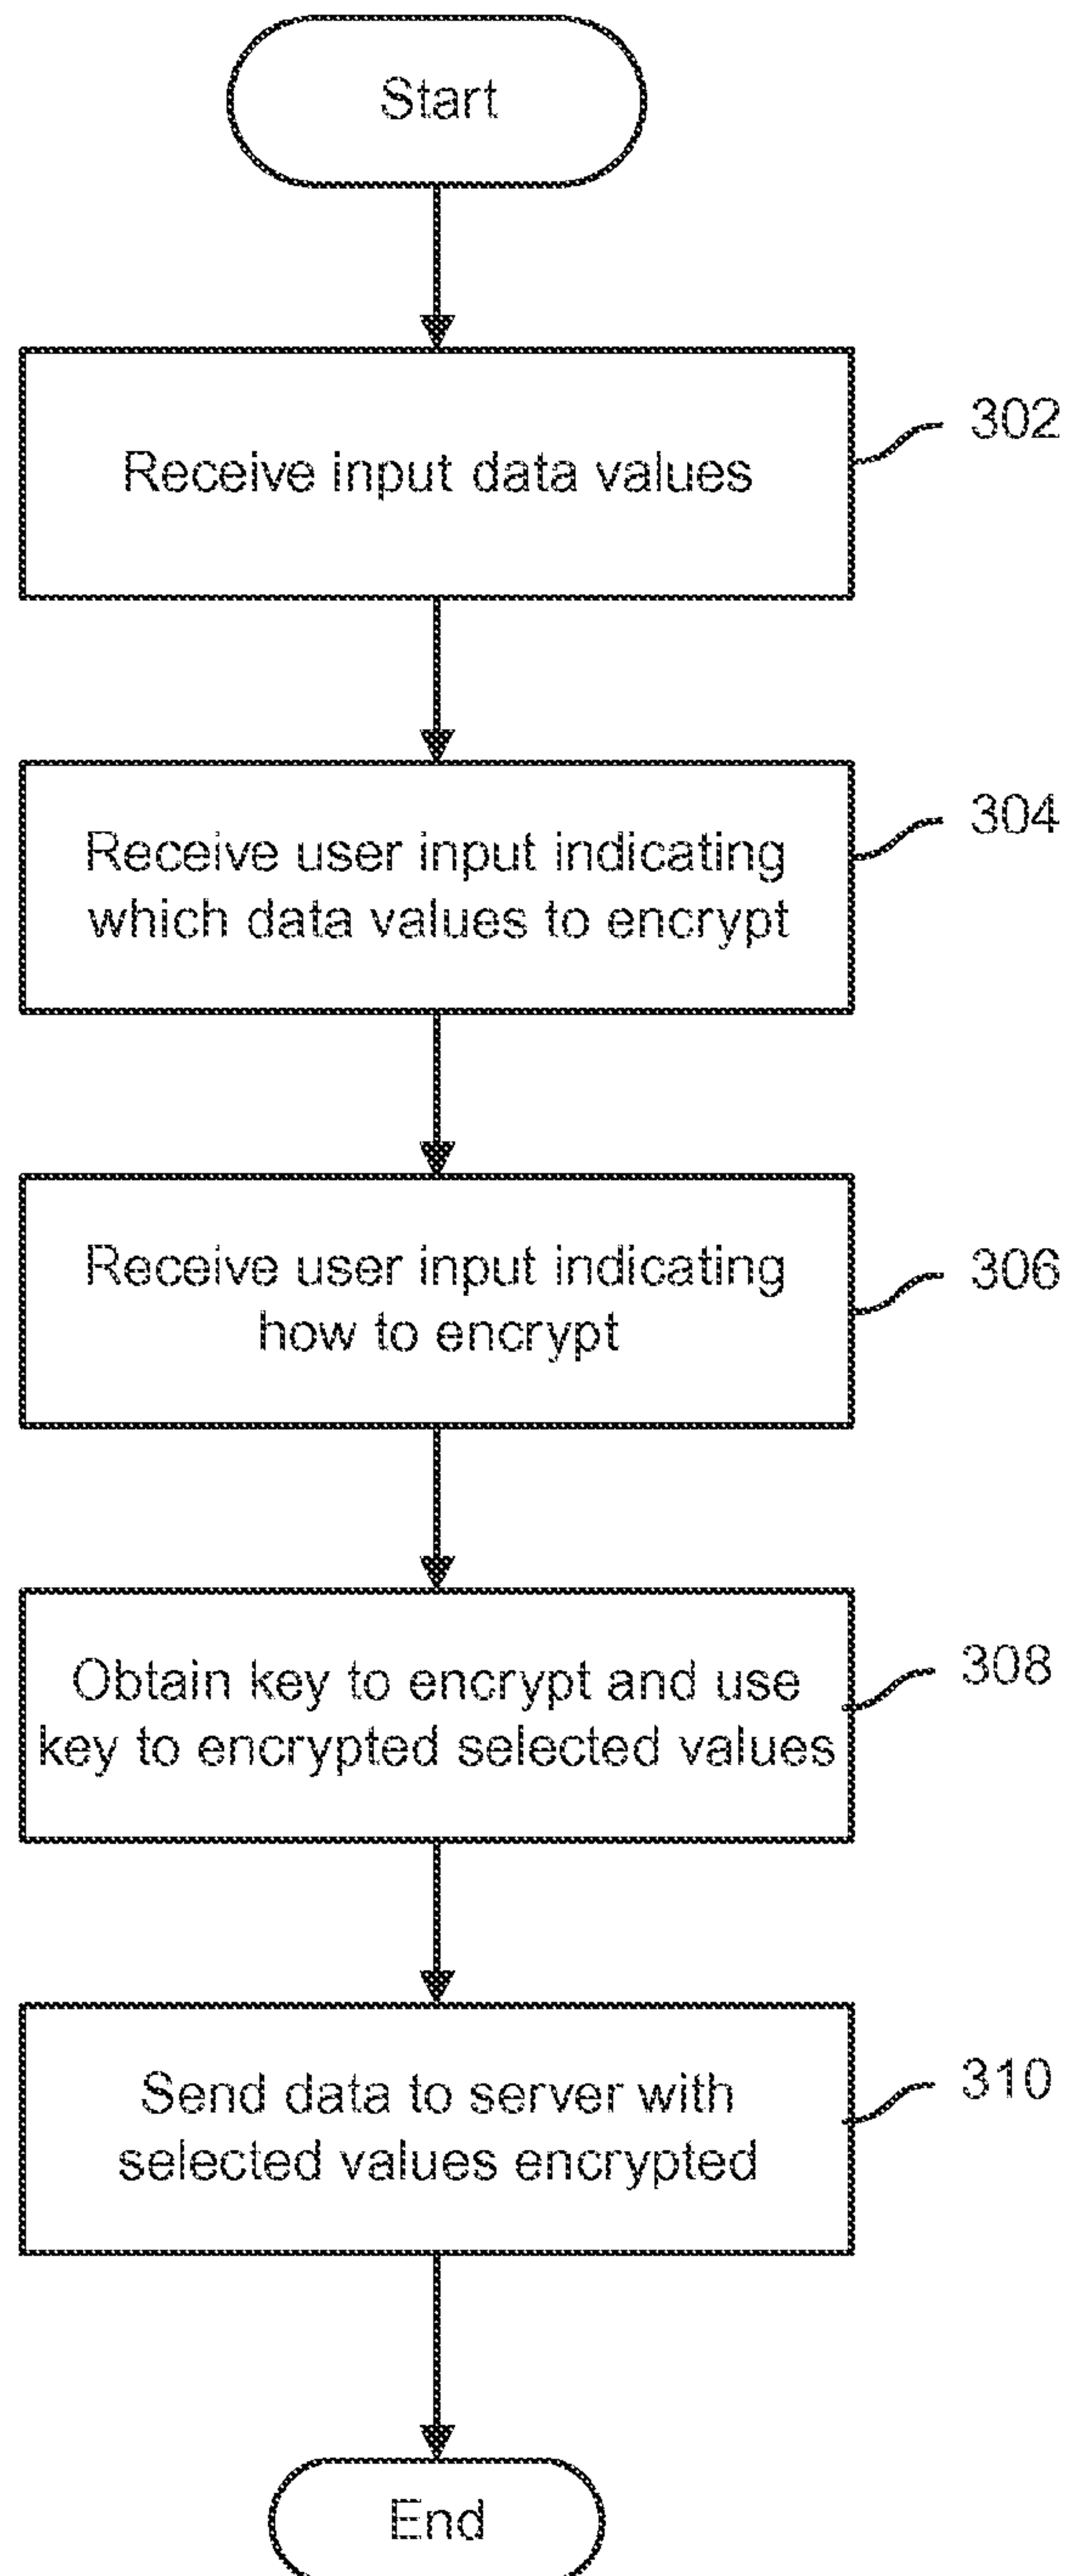 Start
Receive input data values
302
Receive user input indicating
which data values to encrypt
304
Receive user input indicating
how to encrypt
306
Obtain key to encrypt and use
key to encrypted selected values
308
Send data to server with
selected values encrypted
310
End